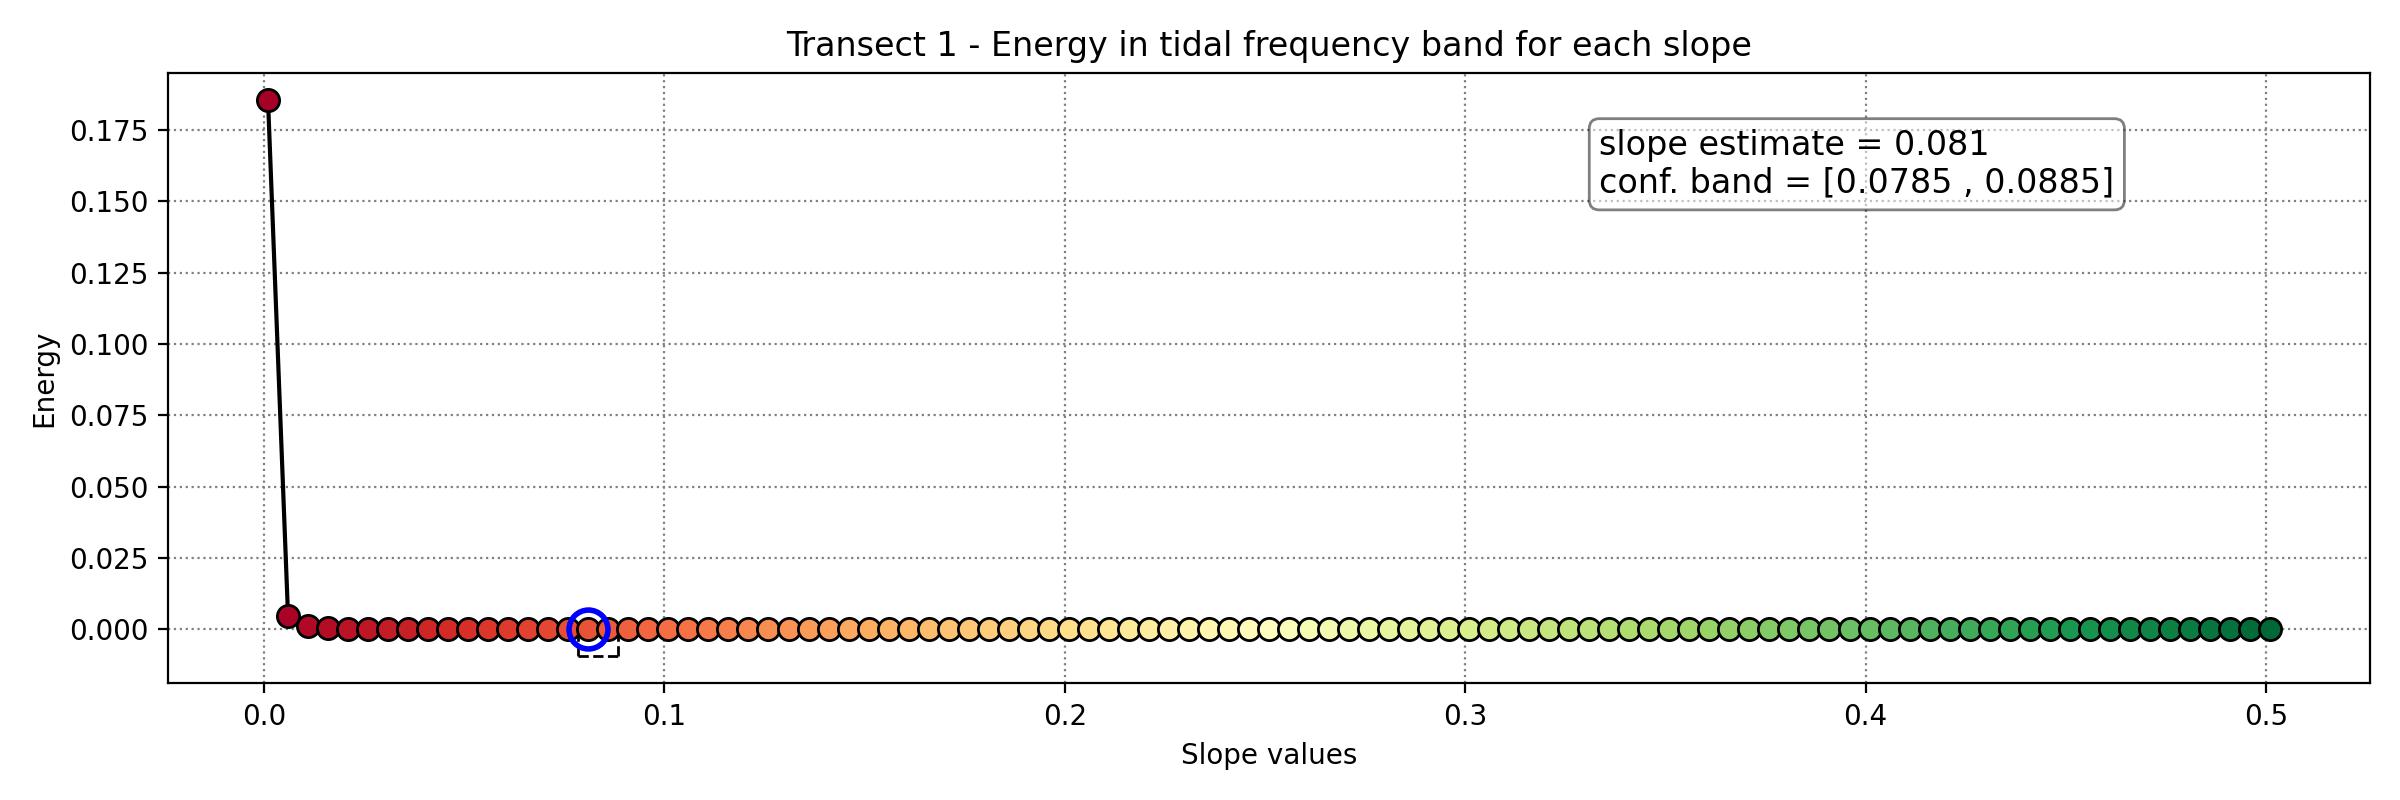 Transect 1 - Energy in tidal frequency band for each slope
slope estimate = 0.081
conf. band = [0.0785 , 0.0885]
Energy
0.175
0.150
0.125
0.100
0.075
0.050
0.025
0.000
0.0 0.1 0.2 0.3 0.4 0.5
Slope values